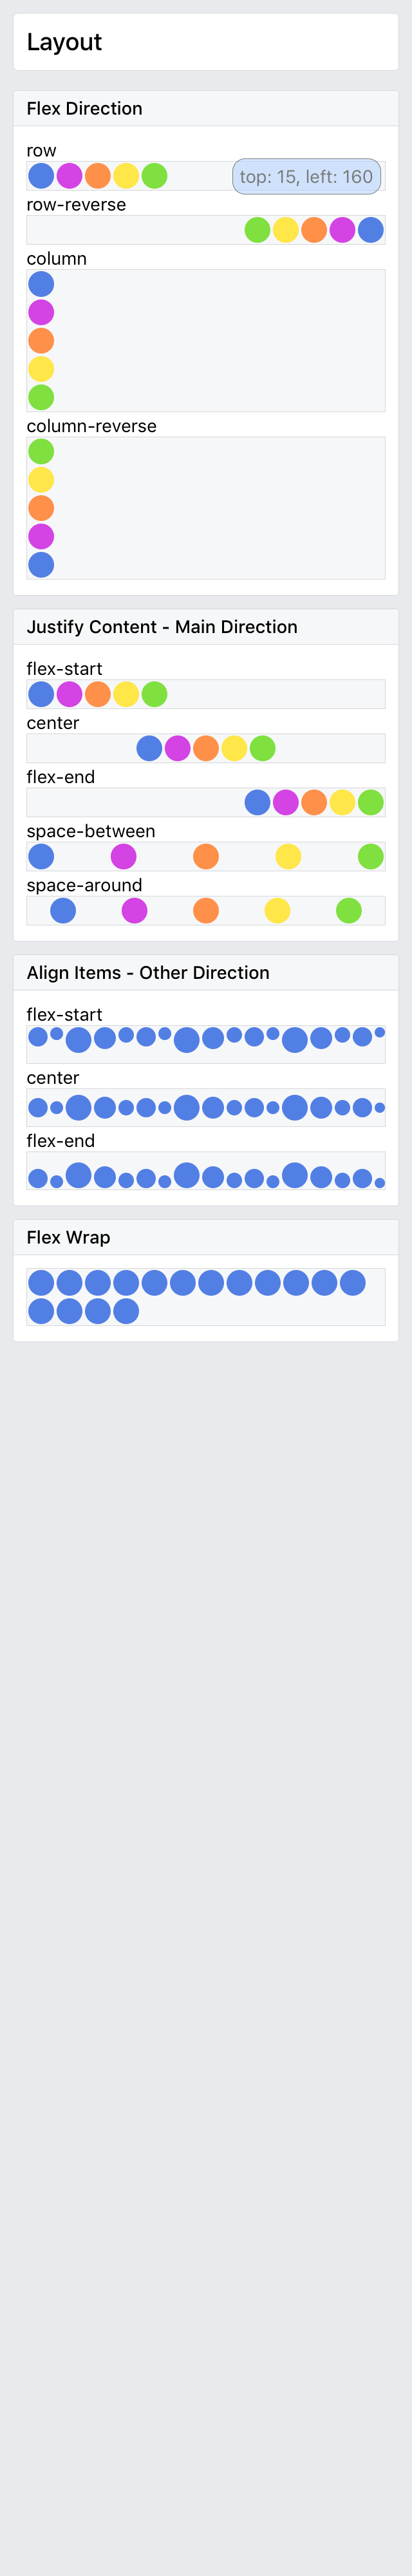 Layout
Flex Direction
row
top: 15, left: 160
row-reverse
column
column-reverse
Justify Content - Main Direction
flex-start
center
flex-end
space-between
space-around
Align Items - Other Direction
flex-start
center
flex-end
Flex Wrap